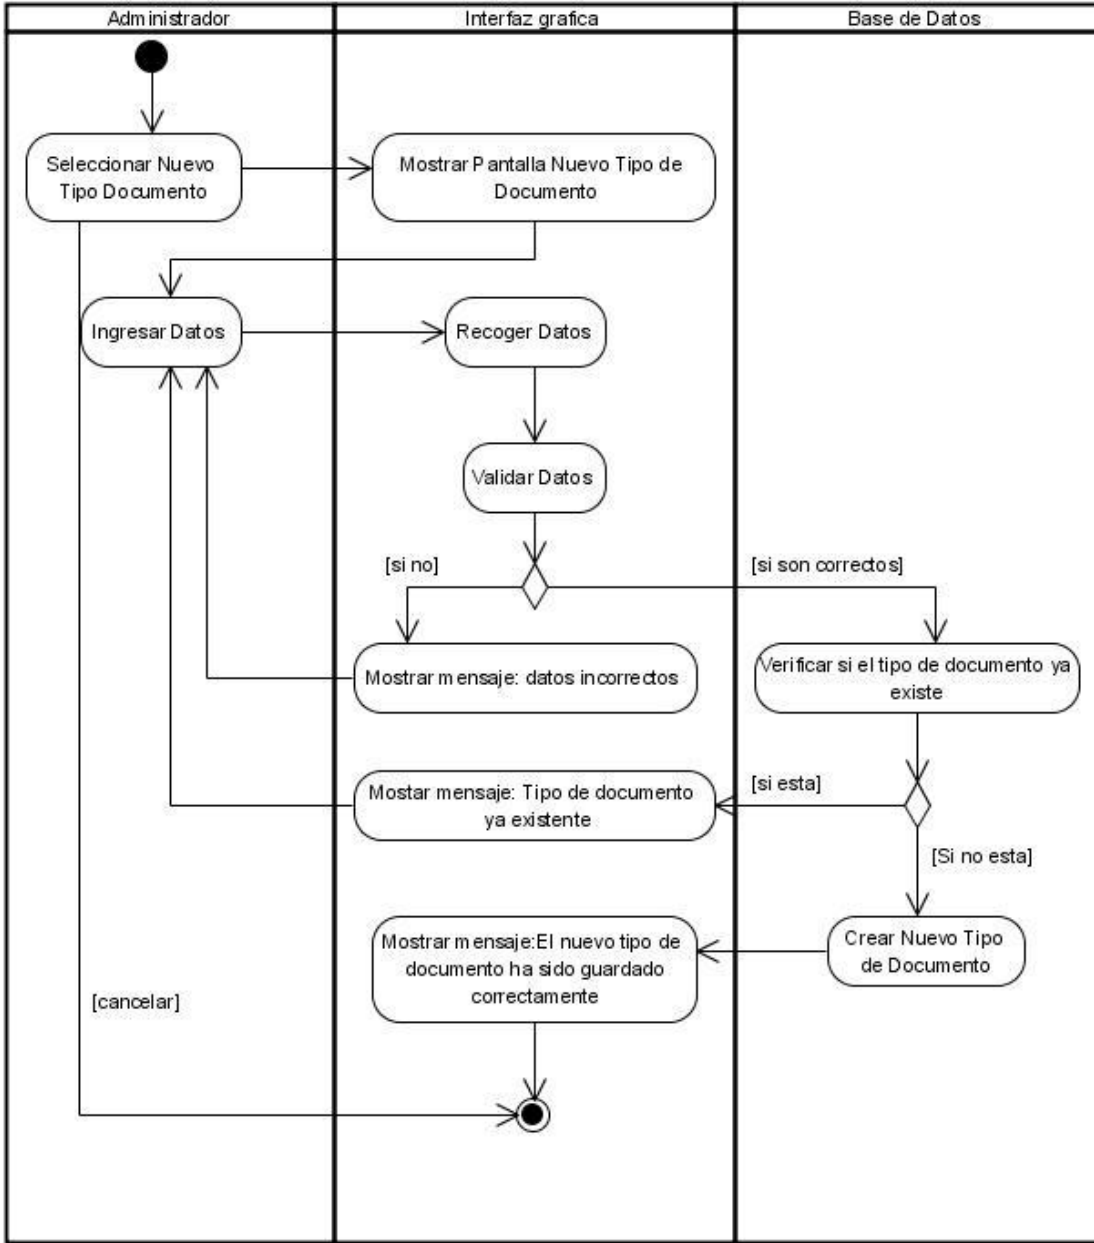 Administrador
Interfaz grafica
Base de Datos
Seleccionar Nuevo
Tipo Documento
Mostrar Pantalla Nuevo Tipo de
Documento
Ingresar Datos
Recoger Datos
Validar Datos
[si no]
[si son correctos]
Mostrar mensaje: datos incorrectos
Verificar si el tipo de documento ya
existe
Mostar mensaje: Tipo de documento
ya existente
[si esta]
[Si no esta]
Mostrar mensaje:El nuevo tipo de
documento ha sido guardado
correctamente
Crear Nuevo Tipo
de Documento
[cancelar]